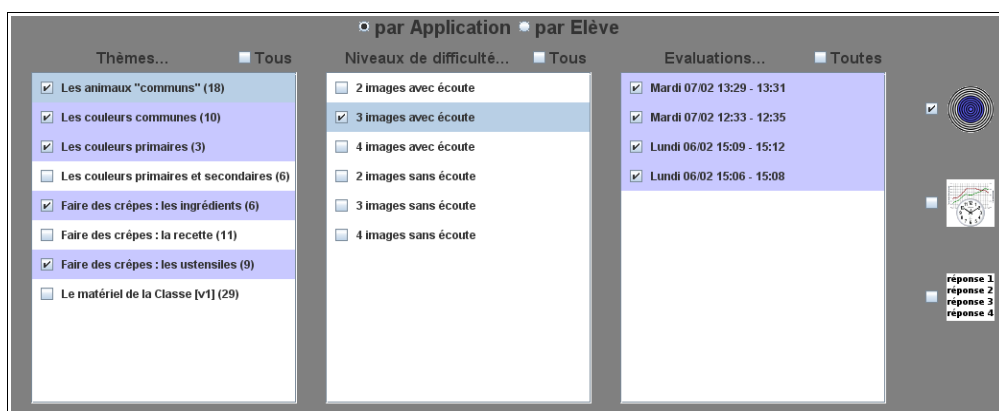 par Application par Elève
Thèmes... Tous
Niveaux de difficulté... Tous
Evaluations... Toutes
Les animaux "communs" (18)
Les couleurs communes (10)
Les couleurs primaires (3)
Les couleurs primaires et secondaires (6)
Faire des crêpes : les ingrédients (6)
Faire des crêpes : la recette (11)
Faire des crêpes : les ustensiles (9)
Le matériel de la Classe [v1] (29)
2 images avec écoute
3 images avec écoute
4 images avec écoute
2 images sans écoute
3 images sans écoute
4 images sans écoute
Mardi 07/02 13:29 - 13:31
Mardi 07/02 12:33 - 12:35
Lundi 06/02 15:09 - 15:12
Lundi 06/02 15:06 - 15:08
réponse 1
réponse 2
réponse 3
réponse 4